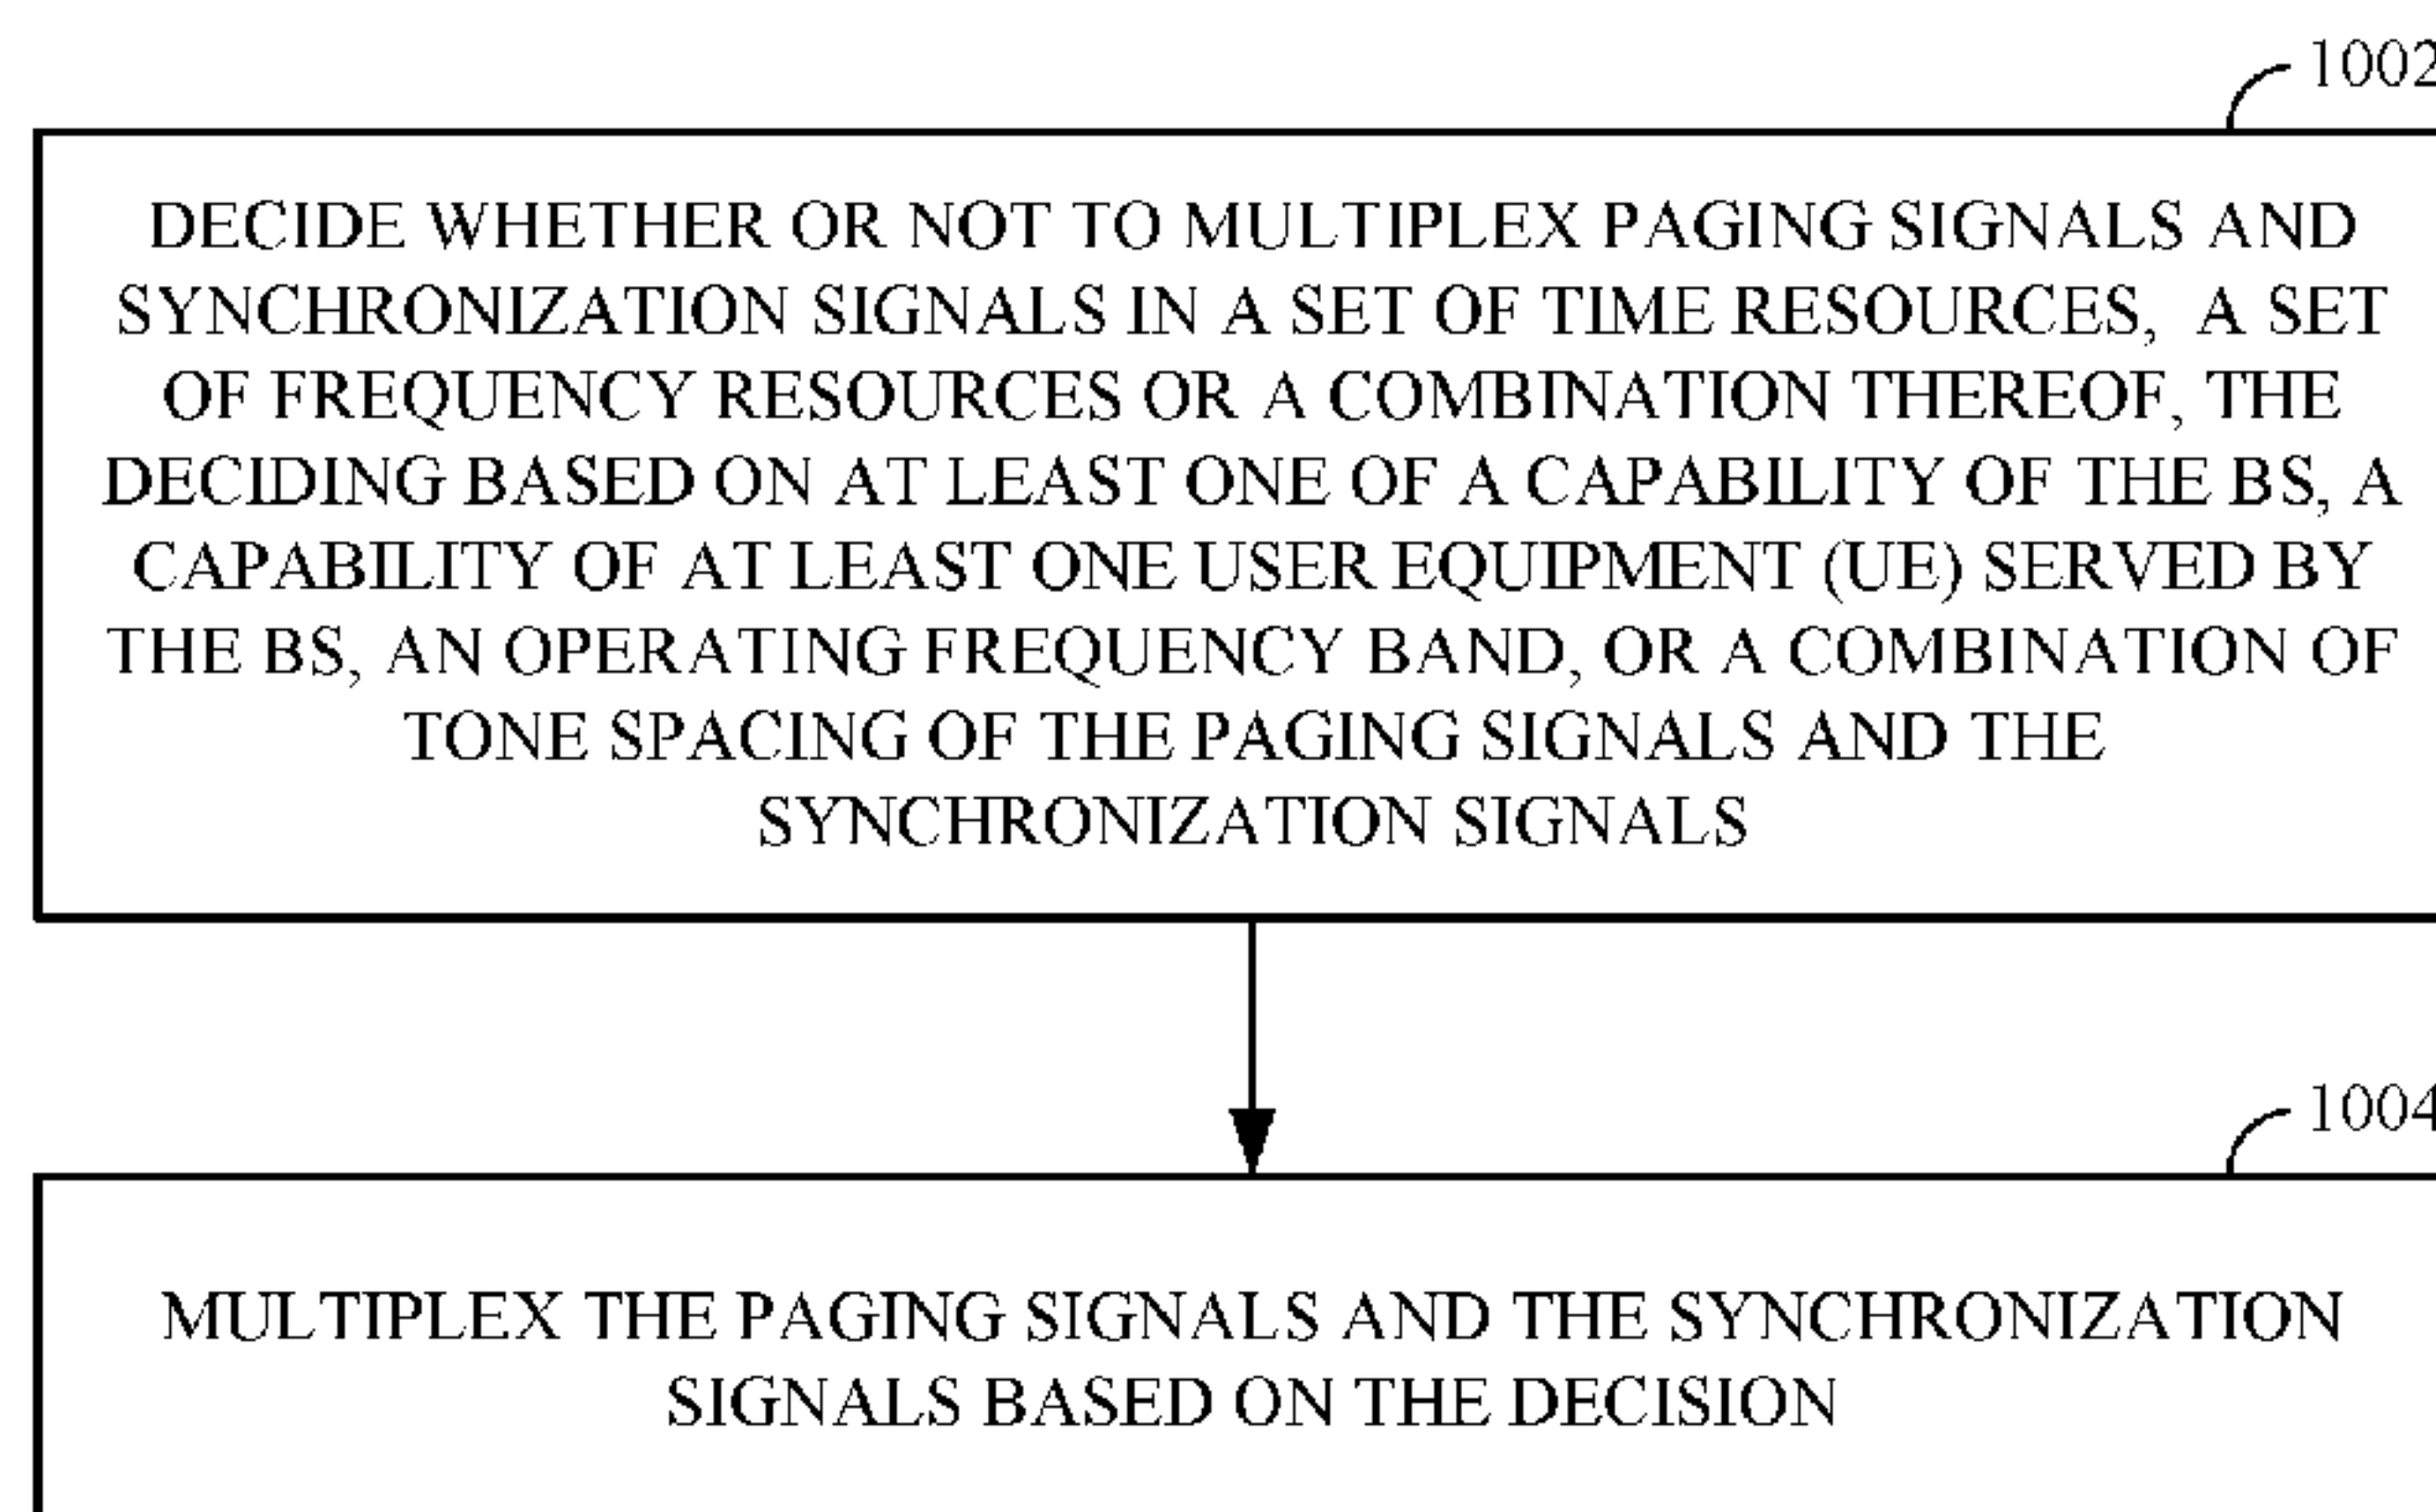 1002
DECIDE WHETHER OR NOT TO MULTIPLEX PAGING SIGNALS AND
SYNCHRONIZATION SIGNALS IN A SET OF TIME RESOURCES, A SET
OF FREQUENCY RESOURCES OR A COMBINATION THEREOF, THE
DECIDING BASED ON AT LEAST ONE OF A CAPABILITY OF THE BS, A
CAPABILITY OF AT LEAST ONE USER EQUIPMENT (UE) SERVED BY
THE BS, AN OPERATING FREQUENCY BAND, OR A COMBINATION OF
TONE SPACING OF THE PAGING SIGNALS AND THE
SYNCHRONIZATION SIGNALS
1004
MULTIPLEX THE PAGING SIGNALS AND THE SYNCHRONIZATION
SIGNALS BASED ON THE DECISION